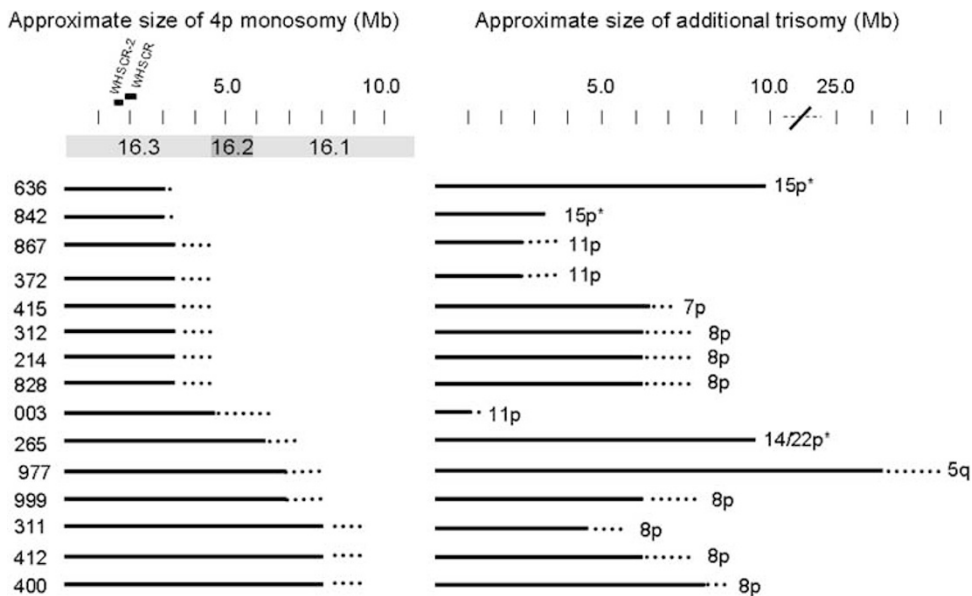 Approximate size of 4p monosomy (Mb) Approximate size of additional trisomy (Mb)
WHSCR-2
WHSCR
5.0 10.0 5.0 10.0 25.0
16.3 16.2 16.1
636 15p*
842 15p*
867 11p
372 11p
415 7p
312 8p
214 8p
828 8p
003 11p
265 14/22p*
977 5q
999 8p
311 8p
412 8p
400 8p